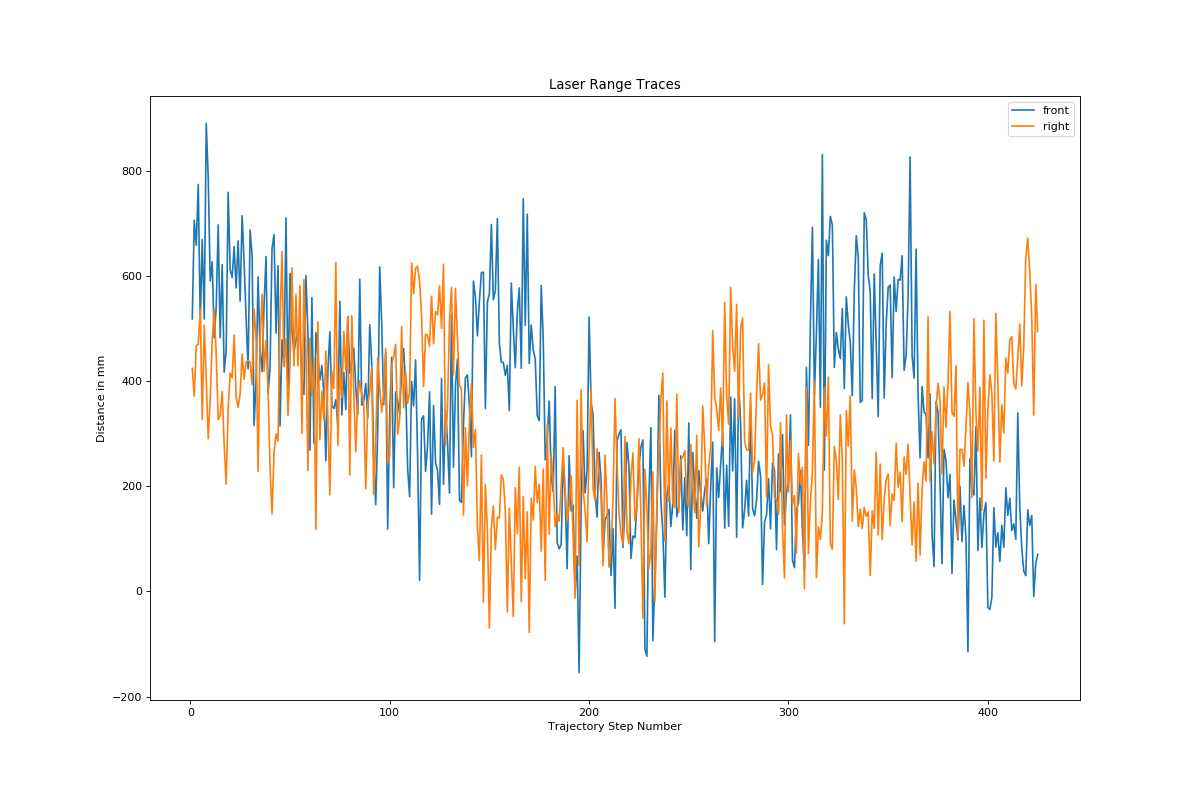 Laser Range Traces
front
right
800
600
400
200
0
−200
Distance in mm
0 100 200 300 400
Trajectory Step Number